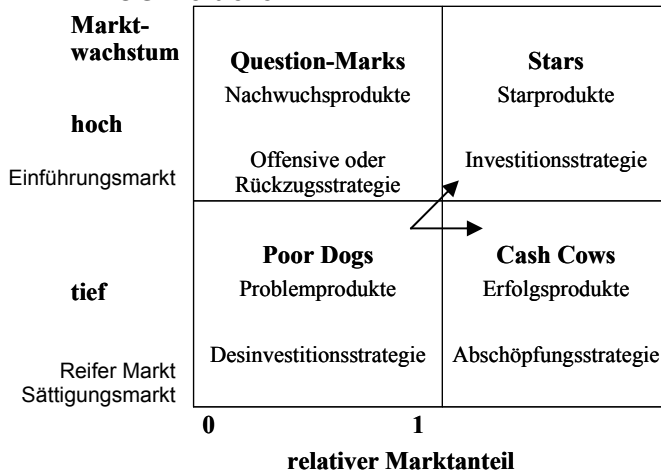 Markt-
wachstum
hoch
Einführungsmarkt
Question-Marks
Nachwuchsprodukte
Offensive oder
Rückzugsstrategie
Stars
Starprodukte
Investitionsstrategie
tief
Reifer Markt
Sättigungsmarkt
Poor Dogs
Problemprodukte
Desinvestitionsstrategie
Cash Cows
Erfolgsprodukte
Abschöpfungsstrategie
0
1
relativer Marktanteil